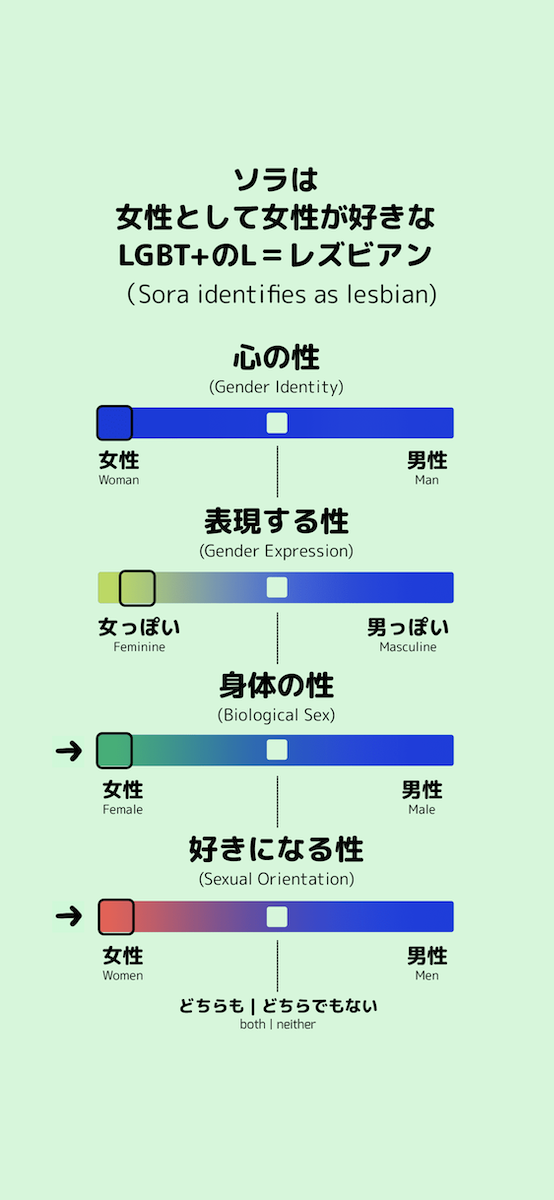 ソラは
女性として女性が好きな
LGBT+のL＝レズビアン
（Sora identifies as lesbian)
心の性
(Gender Identity)
女性 男性
Woman Man
表現する性
(Gender Expression)
女っぽい 男っぽい
Feminine Masculine
身体の性
(Biological Sex)
→
女性 男性
Female Male
好きになる性
(Sexual Orientation)
→
女性 男性
Women Men
どちらも | どちらでもない
both | neither